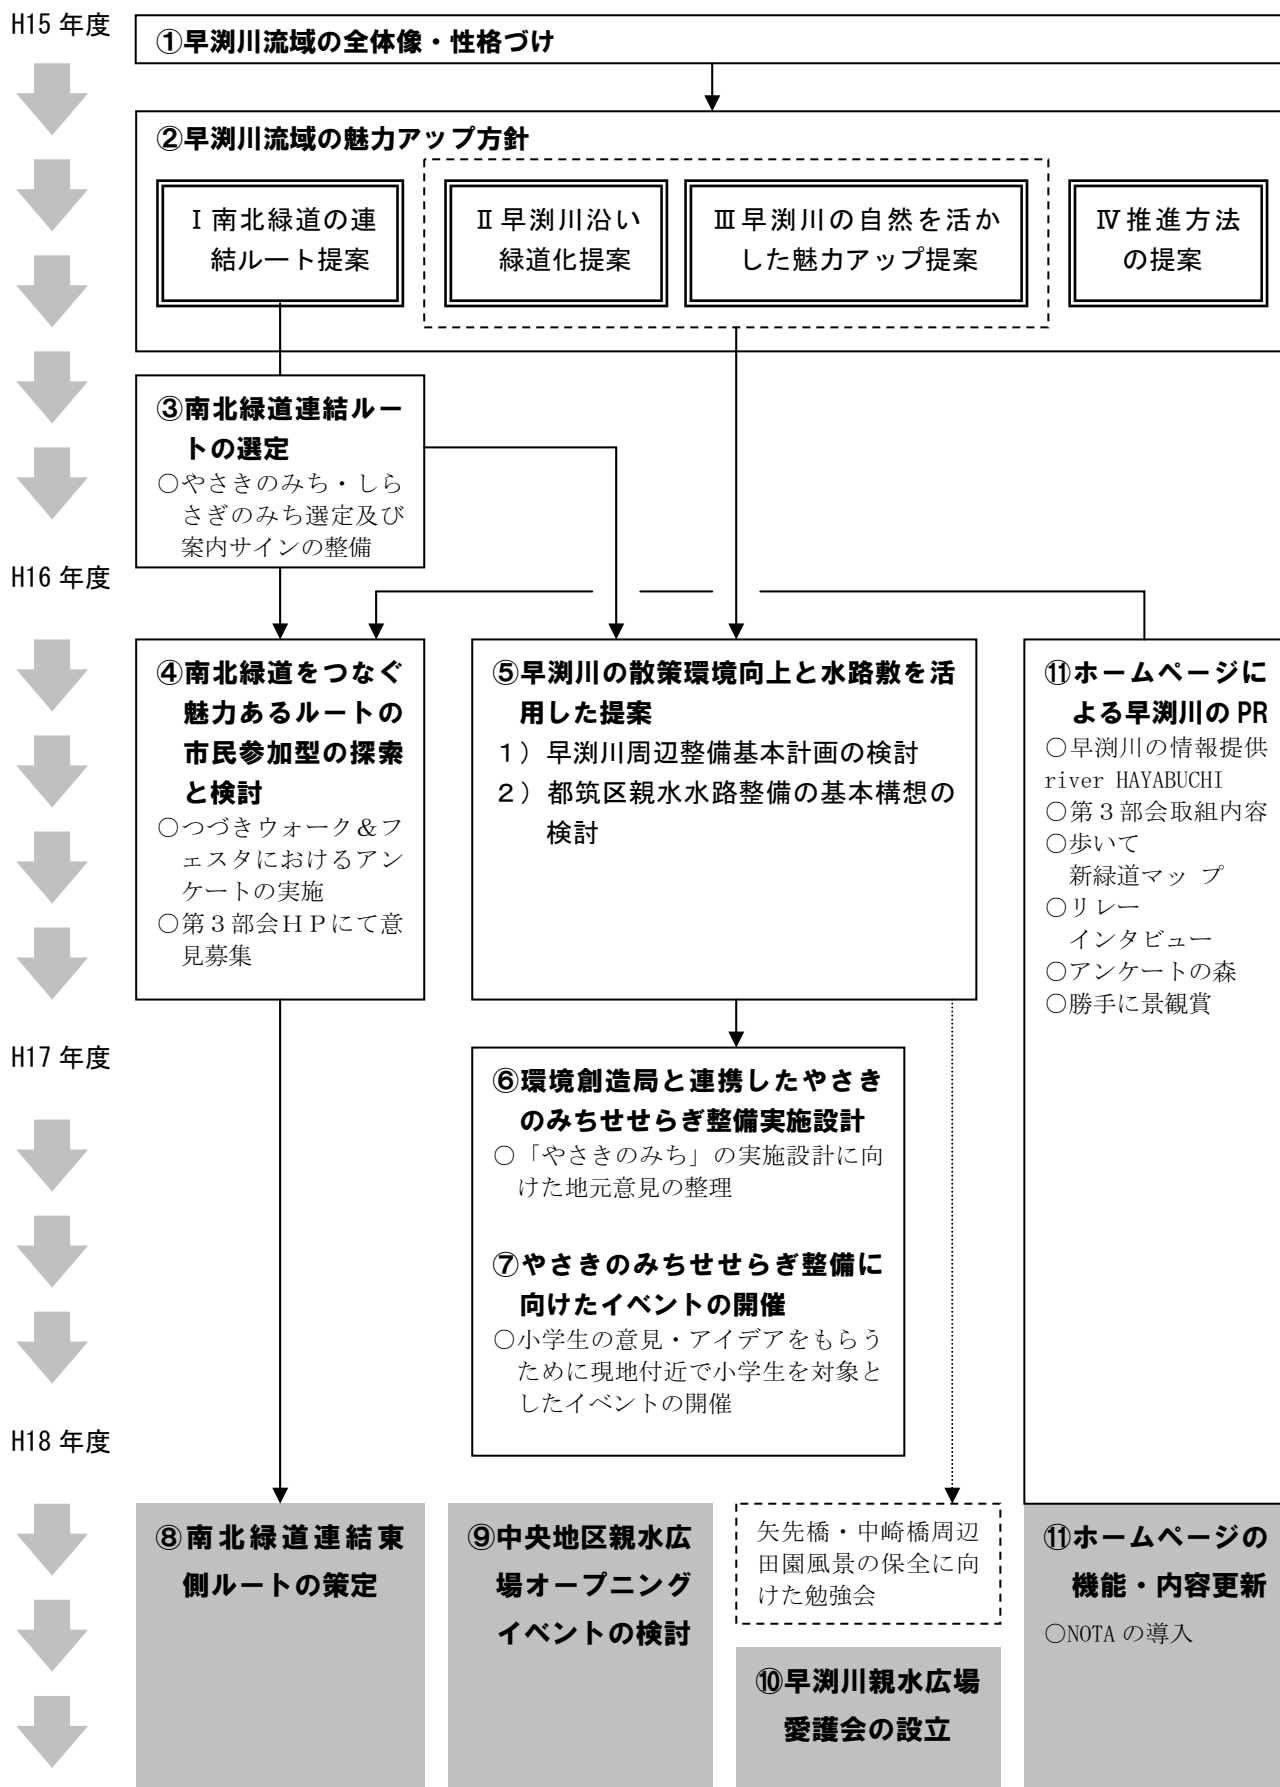 H15 年度
①早渕川流域の全体像・性格づけ
②早渕川流域の魅力アップ方針
Ⅰ南北緑道の連
結ルート提案
Ⅱ早渕川沿い
緑道化提案
Ⅲ早渕川の自然を活か
した魅力アップ提案
Ⅳ推進方法
の提案
③南北緑道連結ルー
トの選定
○やさきのみち・しら
さぎのみち選定及び
案内サインの整備
H16 年度
④南北緑道をつなぐ
魅力あるルートの
市民参加型の探索
と検討
○つづきウォーク＆フ
ェスタにおけるアン
ケートの実施
○第３部会ＨＰにて意
見募集
⑤早渕川の散策環境向上と水路敷を活
用した提案
１）早渕川周辺整備基本計画の検討
２）都筑区親水水路整備の基本構想の
検討
⑪ホームページに
よる早渕川の PR
○早渕川の情報提供
river HAYABUCHI
○第３部会取組内容
○歩いて
新緑道マッ プ
○リレー
インタビュー
○アンケートの森
○勝手に景観賞
H17 年度
⑥環境創造局と連携したやさき
のみちせせらぎ整備実施設計
○「やさきのみち」の実施設計に向
けた地元意見の整理
⑦やさきのみちせせらぎ整備に
向けたイベントの開催
○小学生の意見・アイデアをもらう
ために現地付近で小学生を対象と
したイベントの開催
H18 年度
⑧南北緑道連結東
側ルートの策定
⑨中央地区親水広
場オープニング
イベントの検討
矢先橋・中崎橋周辺
田園風景の保全に向
けた勉強会
⑩早渕川親水広場
愛護会の設立
⑪ホームページの
機能・内容更新
○NOTA の導入